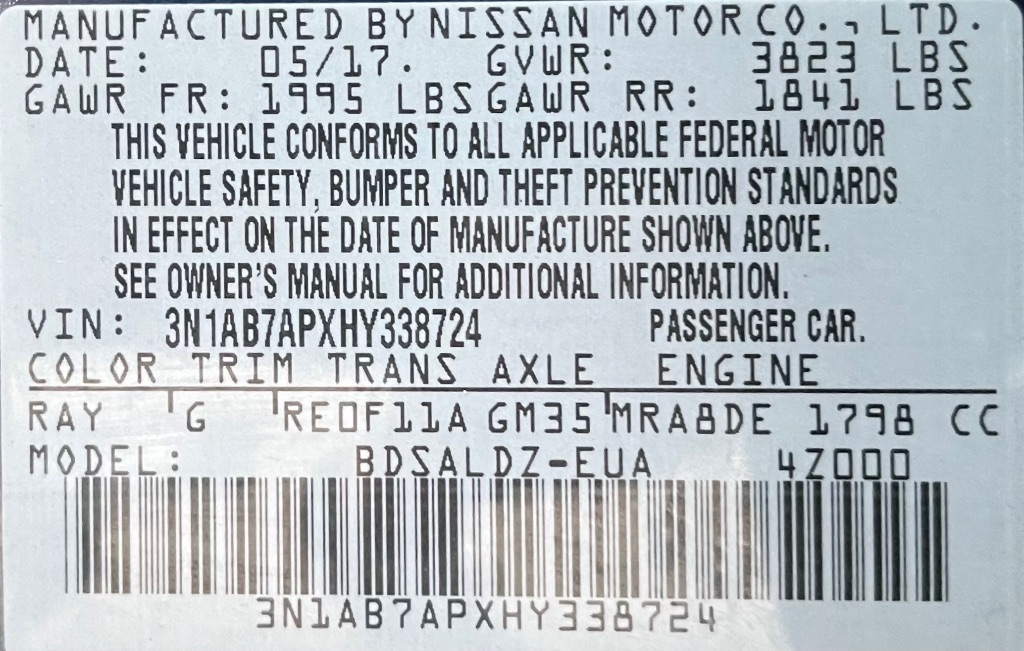 MANUFACTURED BY NISSAN MOTOR CO., LTD.
DATE: 05/17. GVWR: 3823 LBS
GAWR FR: 1995 LBS GAWR RR: 1841 LBS
THIS VEHICLE CONFORMS TO ALL APPLICABLE FEDERAL MOTOR
VEHICLE SAFETY, BUMPER AND THEFT PREVENTION STANDARDS
IN EFFECT ON THE DATE OF MANUFACTURE SHOWN ABOVE.
SEE OWNER'S MANUAL FOR ADDITIONAL INFORMATION.
VIN: 3N1AB7APXHY338724 PASSENGER CAR.
COLOR TRIM TRANS AXLE ENGINE
RAY G RE0F11A GM35 MRA8DE 1798 CC
MODEL: BDSALDZ-EUA 4Z000
3N1AB7APXHY338724